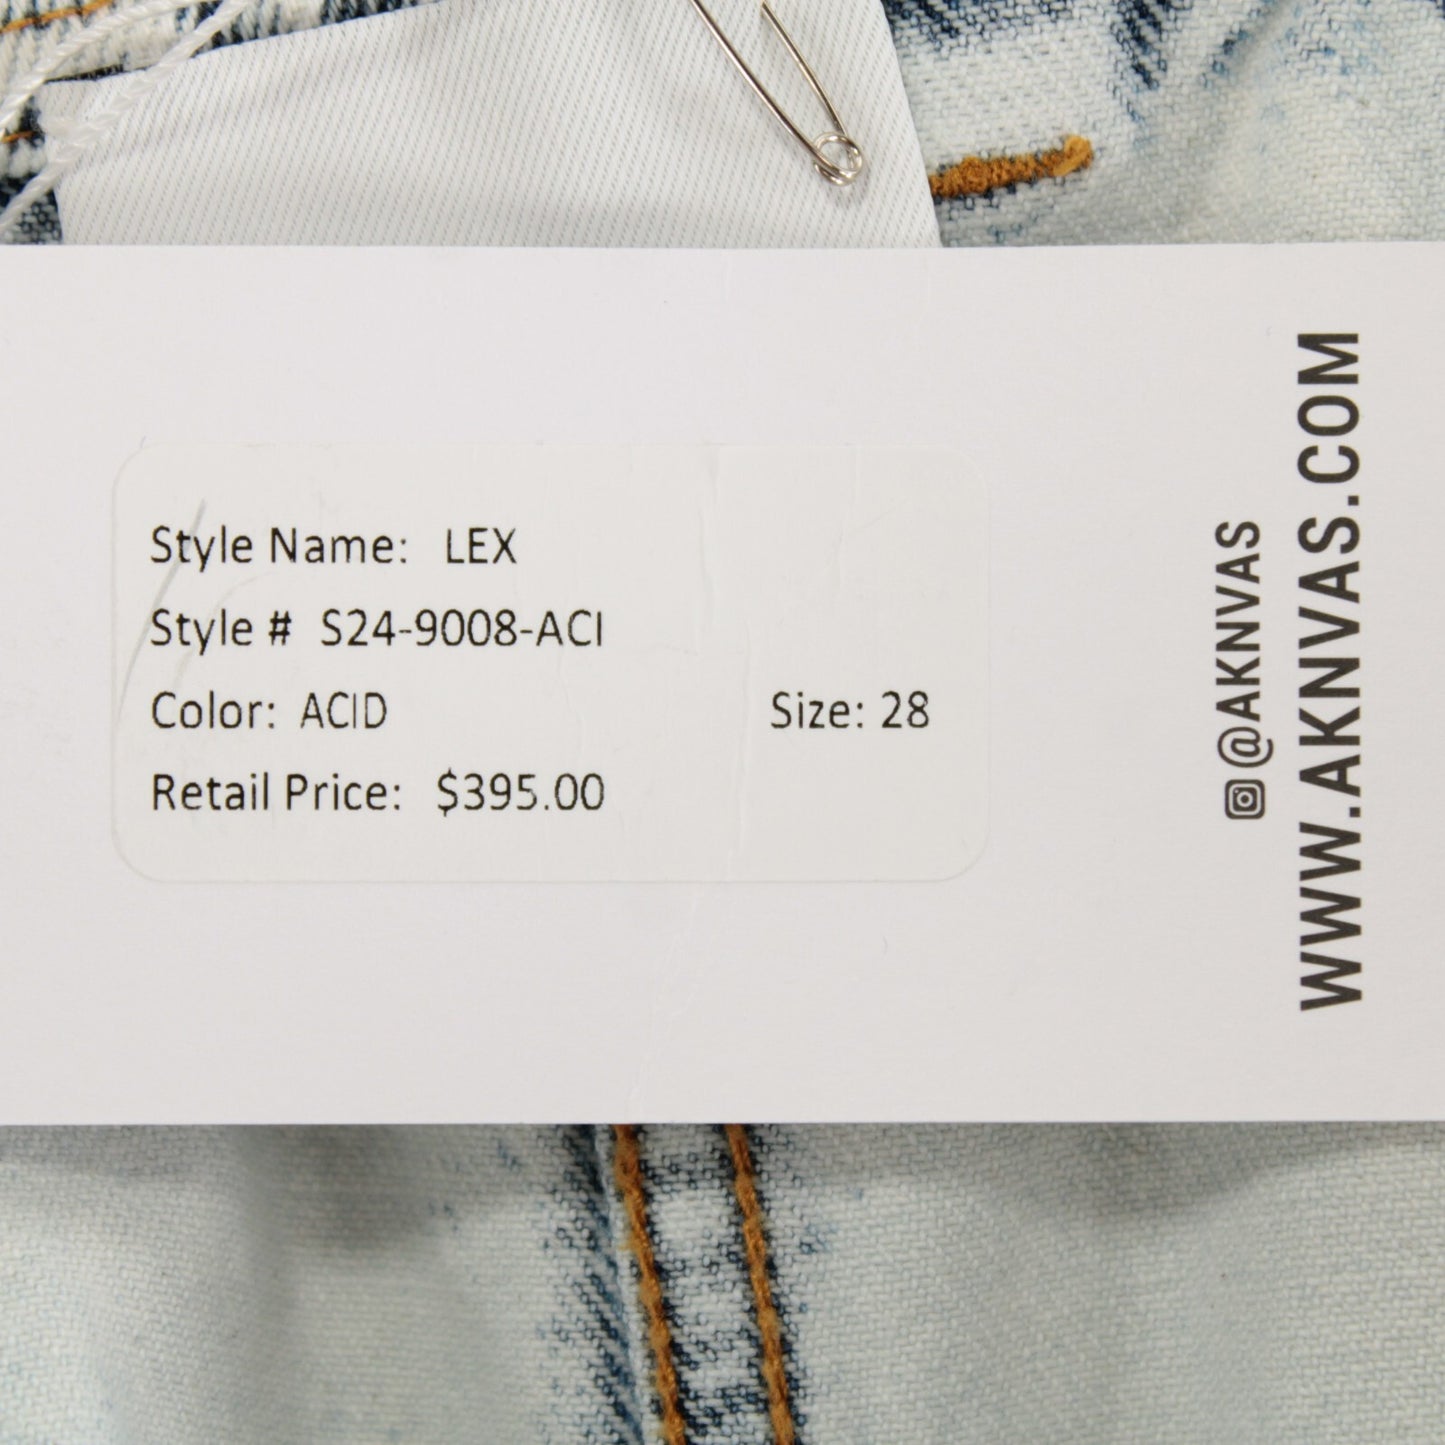 Style Name: LEX
Style # S24-9008-ACI
Color: ACID Size: 28
Retail Price: $395.00
@AKNVAS
WWW.AKNVAS.COM